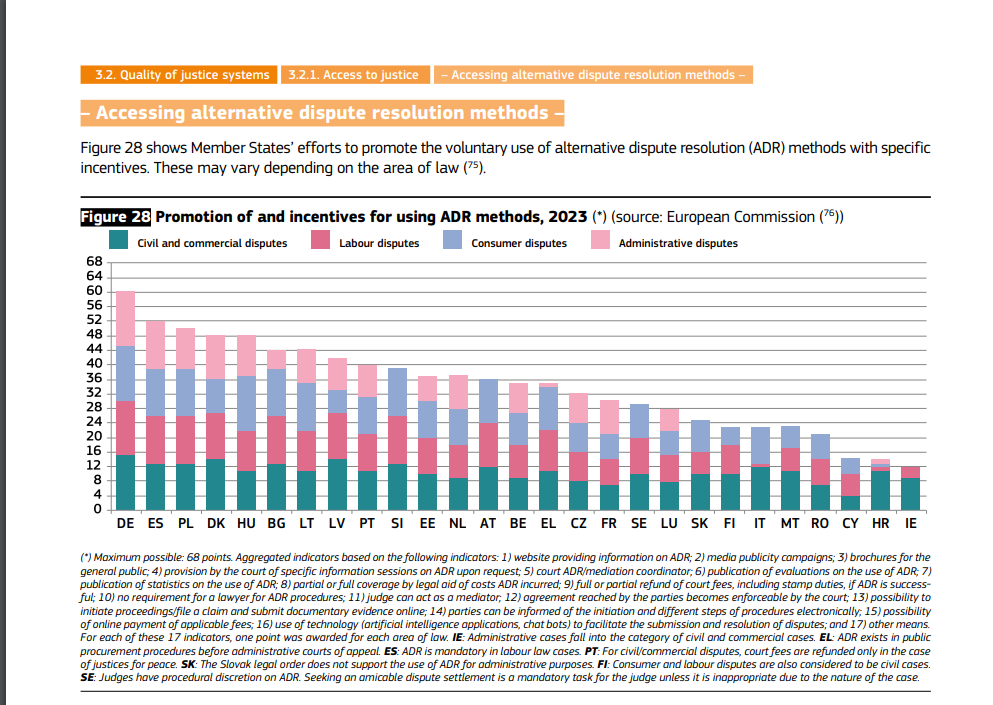 3.2. Quality of justice systems 3.2.1. Access to justice – Accessing alternative dispute resolution methods –
– Accessing alternative dispute resolution methods –
Figure 28 shows Member States’ efforts to promote the voluntary use of alternative dispute resolution (ADR) methods with specific
incentives. These may vary depending on the area of law (75).
Figure 28 Promotion of and incentives for using ADR methods, 2023 (*) (source: European Commission (76))
Civil and commercial disputes Labour disputes Consumer disputes Administrative disputes
68
64
60
56
52
48
44
40
36
32
28
24
20
16
12
8
4
0
DE ES PL DK HU BG LT LV PT SI EE NL AT BE EL CZ FR SE LU SK FI IT MT RO CY HR IE
(*) Maximum possible: 68 points. Aggregated indicators based on the following indicators: 1) website providing information on ADR; 2) media publicity campaigns; 3) brochures for the
general public; 4) provision by the court of specific information sessions on ADR upon request; 5) court ADR/mediation coordinator; 6) publication of evaluations on the use of ADR; 7)
publication of statistics on the use of ADR; 8) partial or full coverage by legal aid of costs ADR incurred; 9) full or partial refund of court fees, including stamp duties, if ADR is success-
ful; 10) no requirement for a lawyer for ADR procedures; 11) judge can act as a mediator; 12) agreement reached by the parties becomes enforceable by the court; 13) possibility to
initiate proceedings/file a claim and submit documentary evidence online; 14) parties can be informed of the initiation and different steps of procedures electronically; 15) possibility
of online payment of applicable fees; 16) use of technology (artificial intelligence applications, chat bots) to facilitate the submission and resolution of disputes; and 17) other means.
For each of these 17 indicators, one point was awarded for each area of law. IE: Administrative cases fall into the category of civil and commercial cases. EL: ADR exists in public
procurement procedures before administrative courts of appeal. ES: ADR is mandatory in labour law cases. PT: For civil/commercial disputes, court fees are refunded only in the case
of justices for peace. SK: The Slovak legal order does not support the use of ADR for administrative purposes. FI: Consumer and labour disputes are also considered to be civil cases.
SE: Judges have procedural discretion on ADR. Seeking an amicable dispute settlement is a mandatory task for the judge unless it is inappropriate due to the nature of the case.